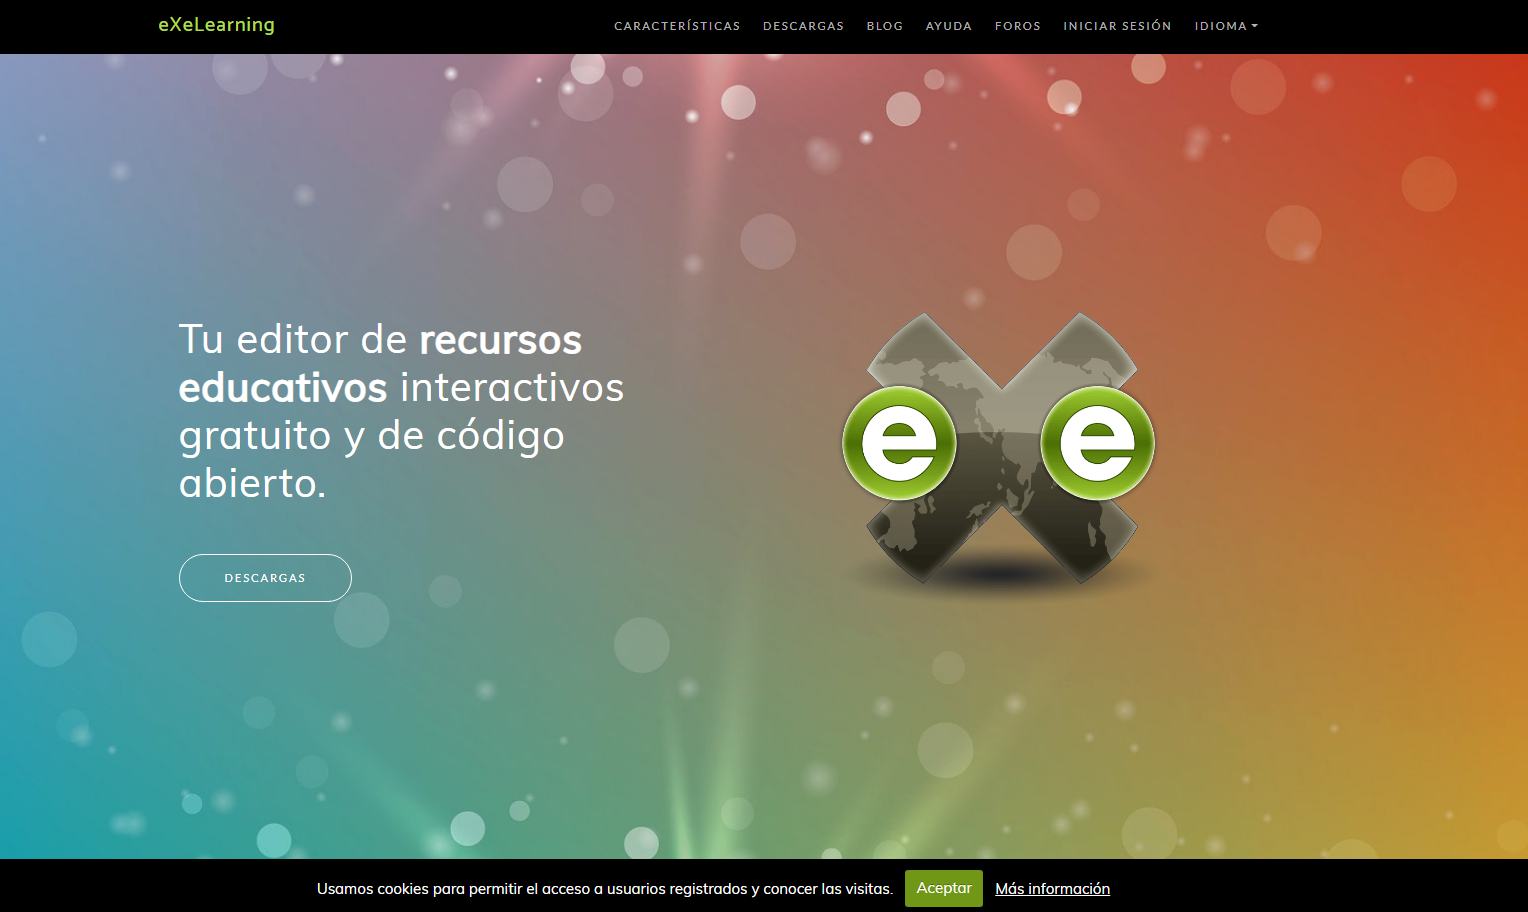 eXeLearning
CARACTERÍSTICAS DESCARGAS BLOG AYUDA FOROS INICIAR SESIÓN IDIOMA
Tu editor de recursos
educativos interactivos
gratuito y de código
abierto.
e e
DESCARGAS
Usamos cookies para permitir el acceso a usuarios registrados y conocer las visitas. Aceptar Más información